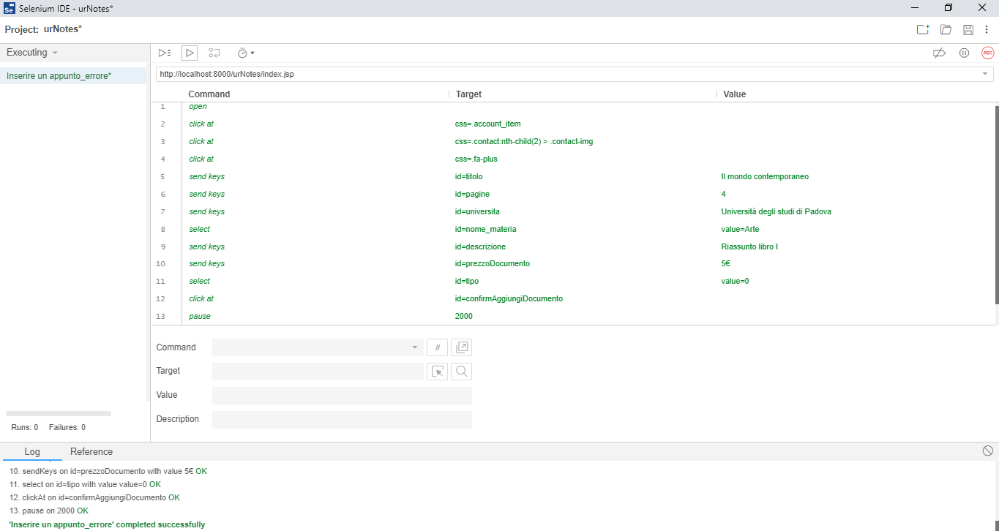 Selenium IDE - urNotes*
Project: urNotes*
Executing
Inserire un appunto_errore*
http://localhost:8000/urNotes/index.jsp
Command Target Value
1 open
2 click at css=.account_item
3 click at css=.contact:nth-child(2) > .contact-img
4 click at css=.fa-plus
5 send keys id=titolo Il mondo contemporaneo
6 send keys id=pagine 4
7 send keys id=universita Università degli studi di Padova
8 select id=nome_materia value=Arte
9 send keys id=descrizione Riassunto libro I
10 send keys id=prezzoDocumento 5€
11 select id=tipo value=0
12 click at id=confirmAggiungiDocumento
13 pause 2000
Command //
Target
Value
Description
Runs: 0 Failures: 0
REC
Log Reference
10. sendKeys on id=prezzoDocumento with value 5€ OK
11. select on id=tipo with value value=0 OK
12. clickAt on id=confirmAggiungiDocumento OK
13. pause on 2000 OK
'Inserire un appunto_errore' completed successfully